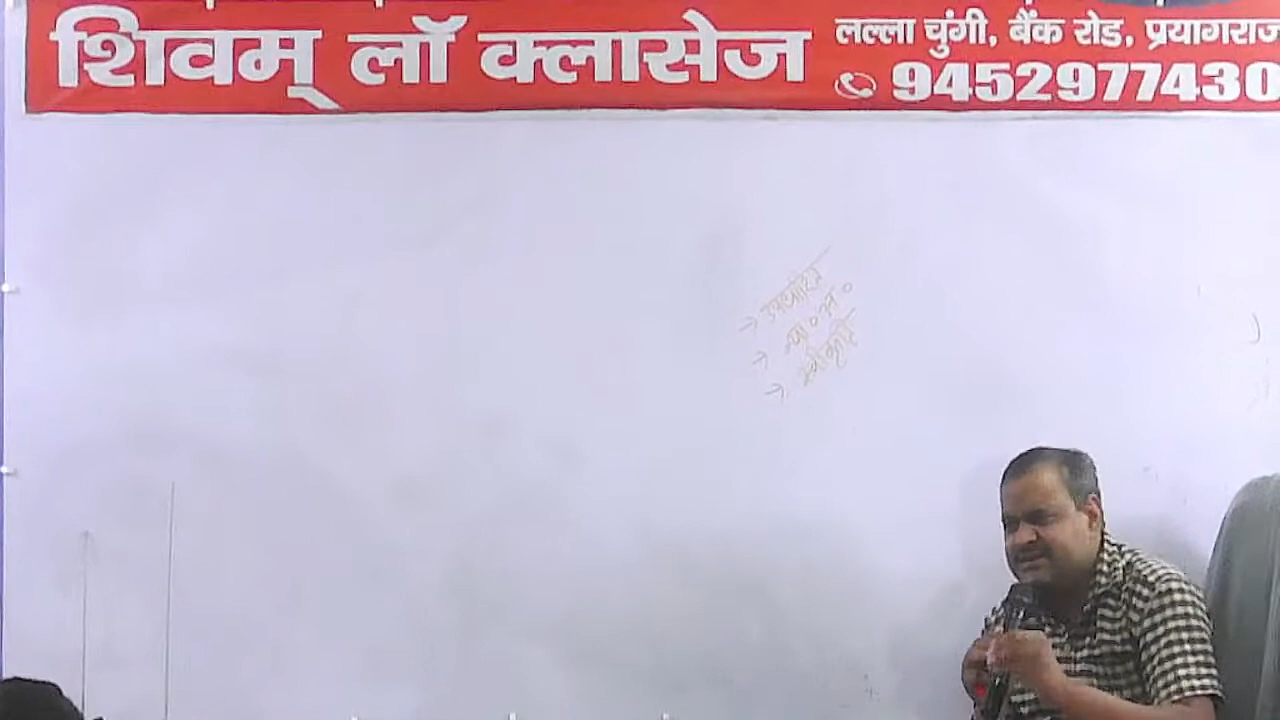 शिवम् लॉ क्लासेज
लल्ला चुंगी, बैंक रोड, प्रयागराज
9452977430